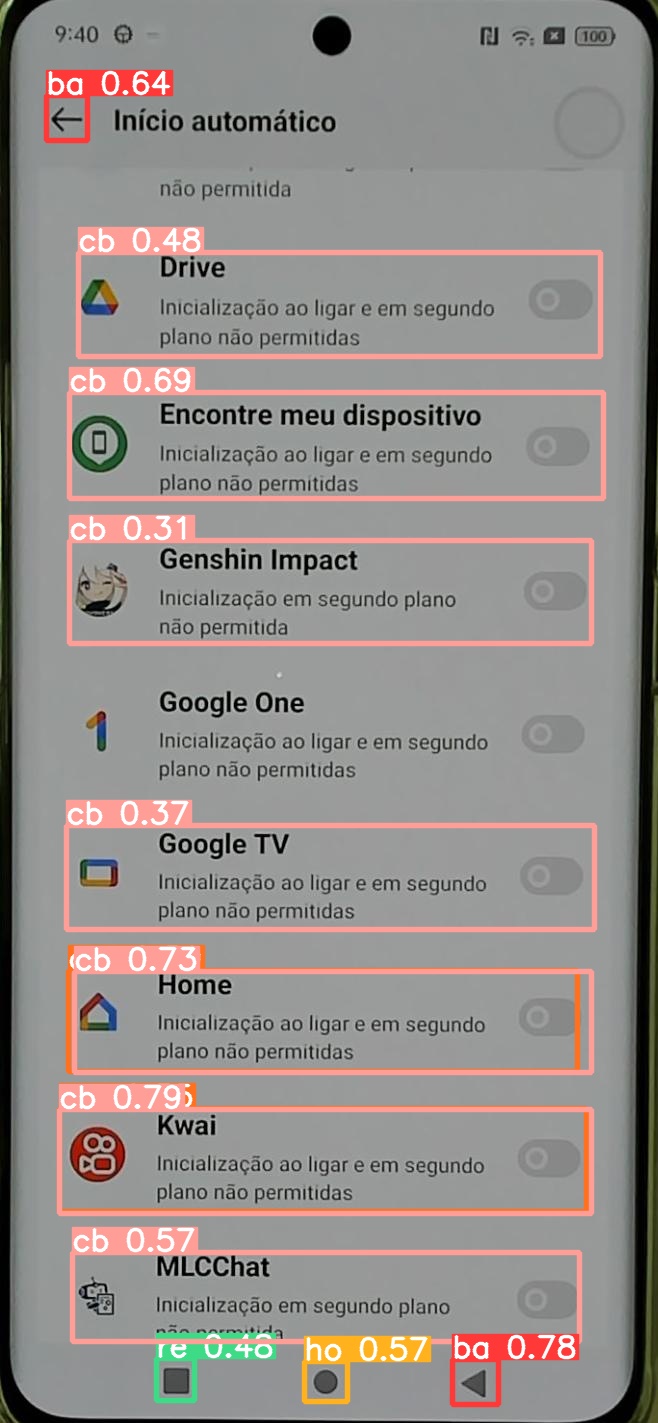 9:40
100
ba 0.64
Início automático
não permitida
cb 0.48
Drive
Inicialização ao ligar e em segundo
plano não permitidas
cb 0.69
Encontre meu dispositivo
Inicialização ao ligar e em segundo
plano não permitidas
cb 0.31
Genshin Impact
Inicialização em segundo plano
não permitida
Google One
Inicialização ao ligar e em segundo
plano não permitidas
cb 0.37
Google TV
Inicialização ao ligar e em segundo
plano não permitidas
cb 0.73
Home
Inicialização ao ligar e em segundo
plano não permitidas
cb 0.79
Kwai
Inicialização ao ligar e em segundo
plano não permitidas
cb 0.57
MLCChat
Inicialização em segundo plano
não permitida
re 0.48 ho 0.57 ba 0.78